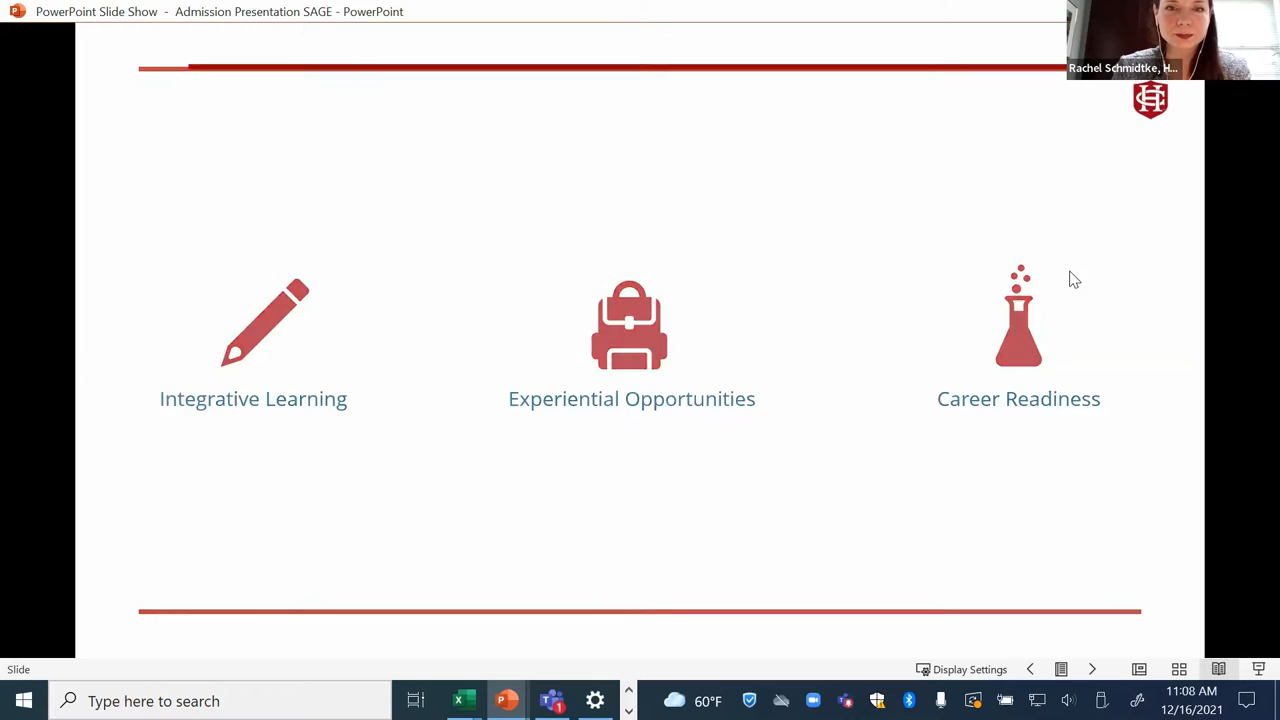 PowerPoint Slide Show - Admission Presentation SAGE - PowerPoint
Rachel Schmidtke, H...
Integrative Learning
Experiential Opportunities
Career Readiness
Slide
Display Settings
Type here to search
60°F
11:08 AM
12/16/2021